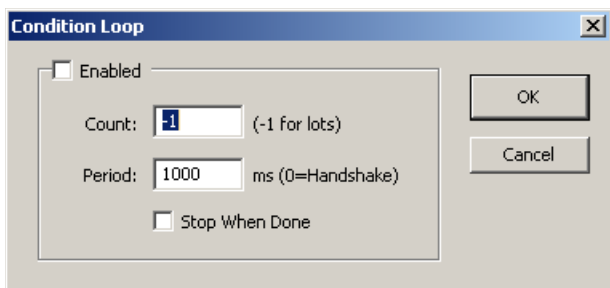 Condition Loop
Enabled
OK
Count: -1 (-1 for lots)
Cancel
Period: 1000 ms (0=Handshake)
Stop When Done